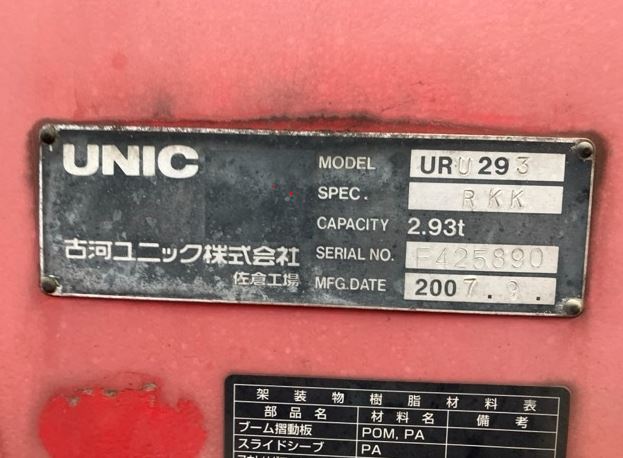 UNIC
MODEL URU293
SPEC. RKK
CAPACITY 2.93t
古河ユニック株式会社
SERIAL NO. F425890
佐倉工場
MFG.DATE 2007.9.
架装物樹脂材料表
部品名 材料名 備考
ブーム摺動板 POM, PA
スライドシーブ PA